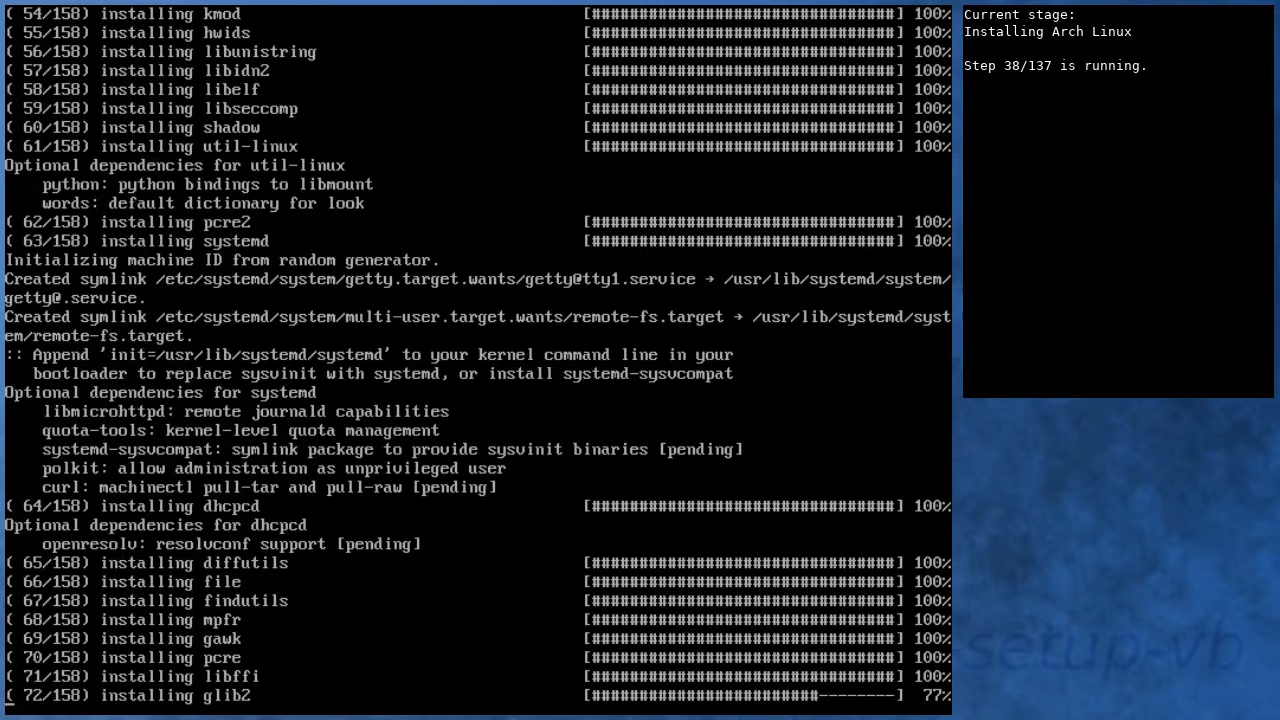 ( 54/158) installing kmod [################################] 100%
( 55/158) installing hwids [################################] 100%
( 56/158) installing libunistring [################################] 100%
( 57/158) installing libidn2 [################################] 100%
( 58/158) installing libelf [################################] 100%
( 59/158) installing libseccomp [################################] 100%
( 60/158) installing shadow [################################] 100%
( 61/158) installing util-linux [################################] 100%
Optional dependencies for util-linux
    python: python bindings to libmount
    words: default dictionary for look
( 62/158) installing pcre2 [################################] 100%
( 63/158) installing systemd [################################] 100%
Initializing machine ID from random generator.
Created symlink /etc/systemd/system/getty.target.wants/getty@tty1.service → /usr/lib/systemd/system/
getty@.service.
Created symlink /etc/systemd/system/multi-user.target.wants/remote-fs.target → /usr/lib/systemd/syst
em/remote-fs.target.
:: Append 'init=/usr/lib/systemd/systemd' to your kernel command line in your
   bootloader to replace sysvinit with systemd, or install systemd-sysvcompat
Optional dependencies for systemd
    libmicrohttpd: remote journald capabilities
    quota-tools: kernel-level quota management
    systemd-sysvcompat: symlink package to provide sysvinit binaries [pending]
    polkit: allow administration as unprivileged user
    curl: machinectl pull-tar and pull-raw [pending]
( 64/158) installing dhcpcd [################################] 100%
Optional dependencies for dhcpcd
    openresolv: resolvconf support [pending]
( 65/158) installing diffutils [################################] 100%
( 66/158) installing file [################################] 100%
( 67/158) installing findutils [################################] 100%
( 68/158) installing mpfr [################################] 100%
( 69/158) installing gawk [################################] 100%
( 70/158) installing pcre [################################] 100%
( 71/158) installing libffi [################################] 100%
( 72/158) installing glib2 [########################--------] 77%
Current stage:
Installing Arch Linux
Step 38/137 is running.
setup-vb